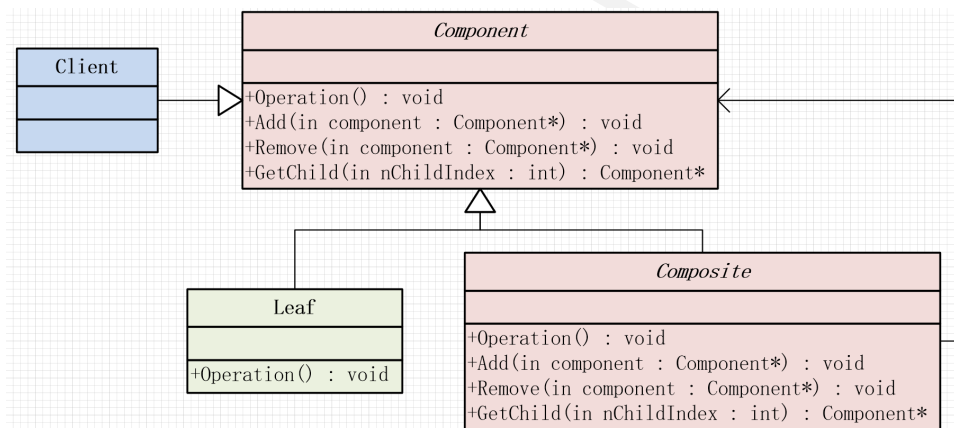 Component
Client
+Operation() : void
+Add(in component : Component*) : void
+Remove(in component : Component*) : void
+GetChild(in nChildIndex : int) : Component*
Leaf
+Operation() : void
Composite
+Operation() : void
+Add(in component : Component*) : void
+Remove(in component : Component*) : void
+GetChild(in nChildIndex : int) : Component*